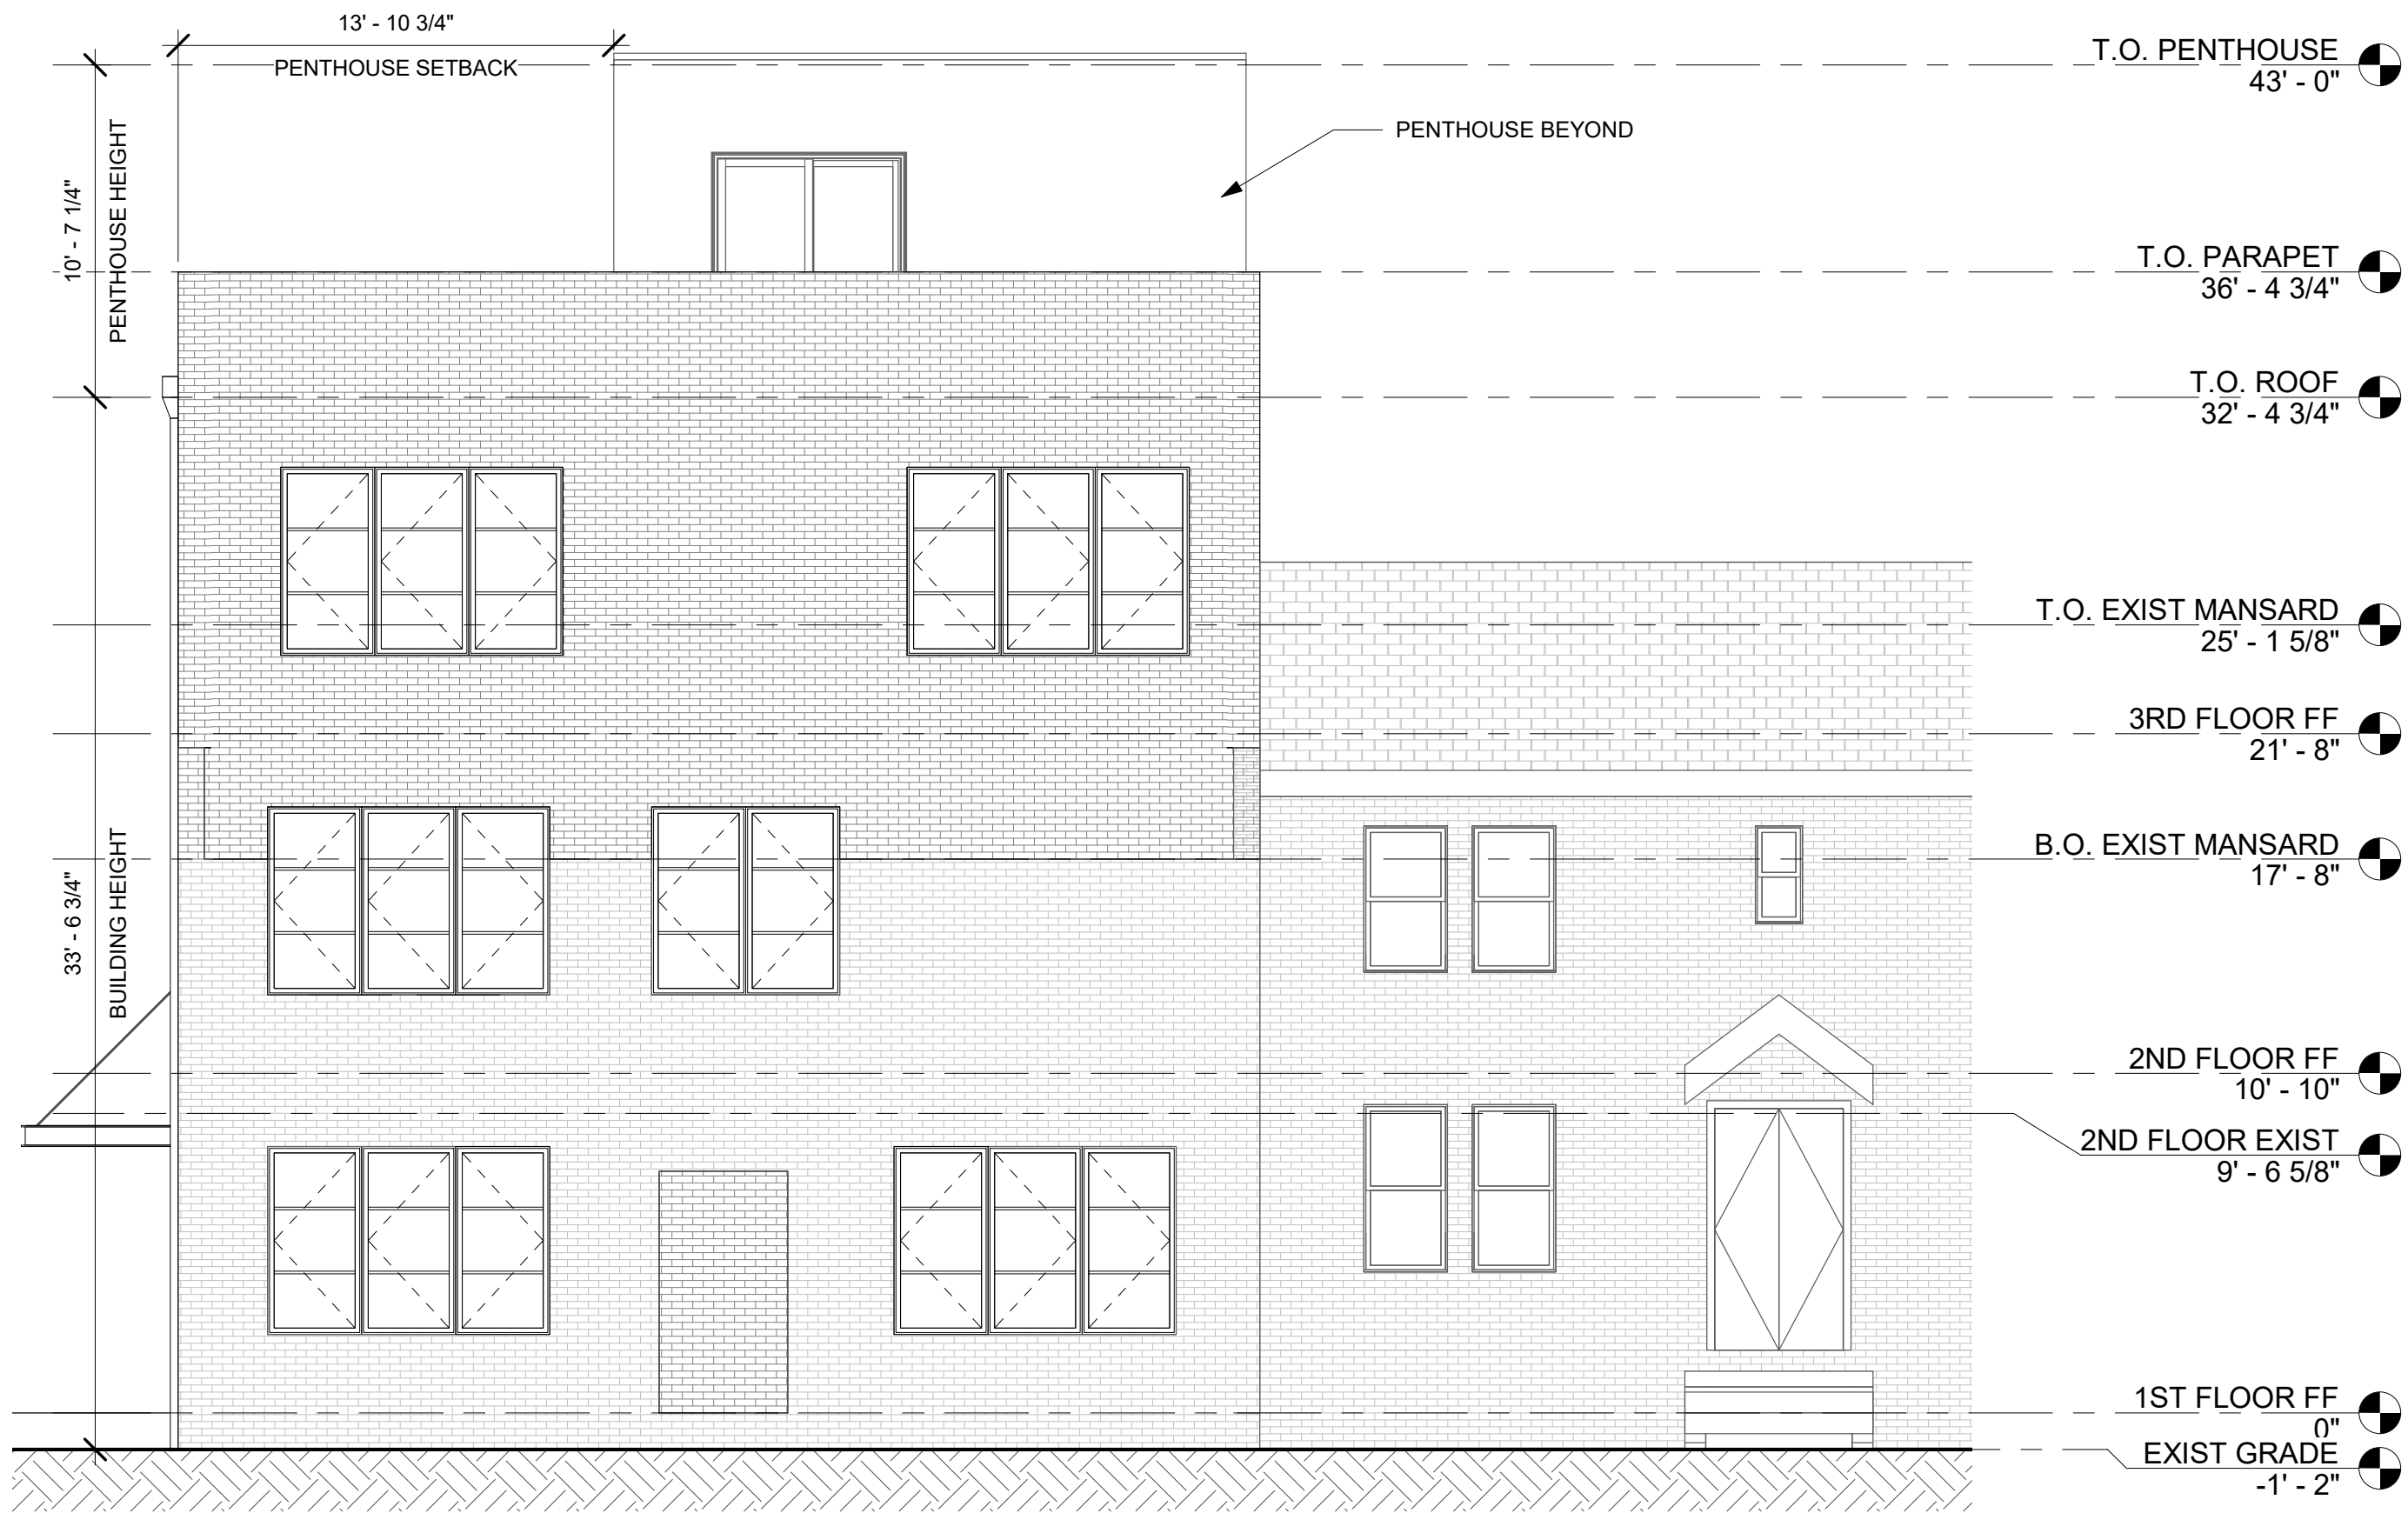 13' - 10 3/4"
PENTHOUSE SETBACK
T.O. PENTHOUSE
43' - 0"
PENTHOUSE BEYOND
10' - 7 1/4"
PENTHOUSE HEIGHT
T.O. PARAPET
36' - 4 3/4"
T.O. ROOF
32' - 4 3/4"
T.O. EXIST MANSARD
25' - 1 5/8"
3RD FLOOR FF
21' - 8"
B.O. EXIST MANSARD
17' - 8"
33' - 6 3/4"
BUILDING HEIGHT
2ND FLOOR FF
10' - 10"
2ND FLOOR EXIST
9' - 6 5/8"
1ST FLOOR FF
0"
EXIST GRADE
-1' - 2"